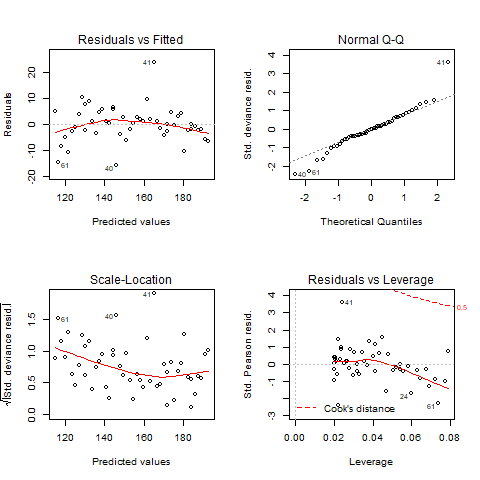 Residuals vs Fitted
Residuals
-20 -10 0 10 20
41
61
40
120 140 160 180
Predicted values
Normal Q-Q
Std. deviance resid.
-2 -1 0 1 2 3 4
41
40
61
-2 -1 0 1 2
Theoretical Quantiles
Scale-Location
√|Std. deviance resid.|
0.0 0.5 1.0 1.5
41
61
40
120 140 160 180
Predicted values
Residuals vs Leverage
Std. Pearson resid.
-3 -2 -1 0 1 2 3 4
41
0.5
24
61
Cook's distance
0.00 0.02 0.04 0.06 0.08
Leverage